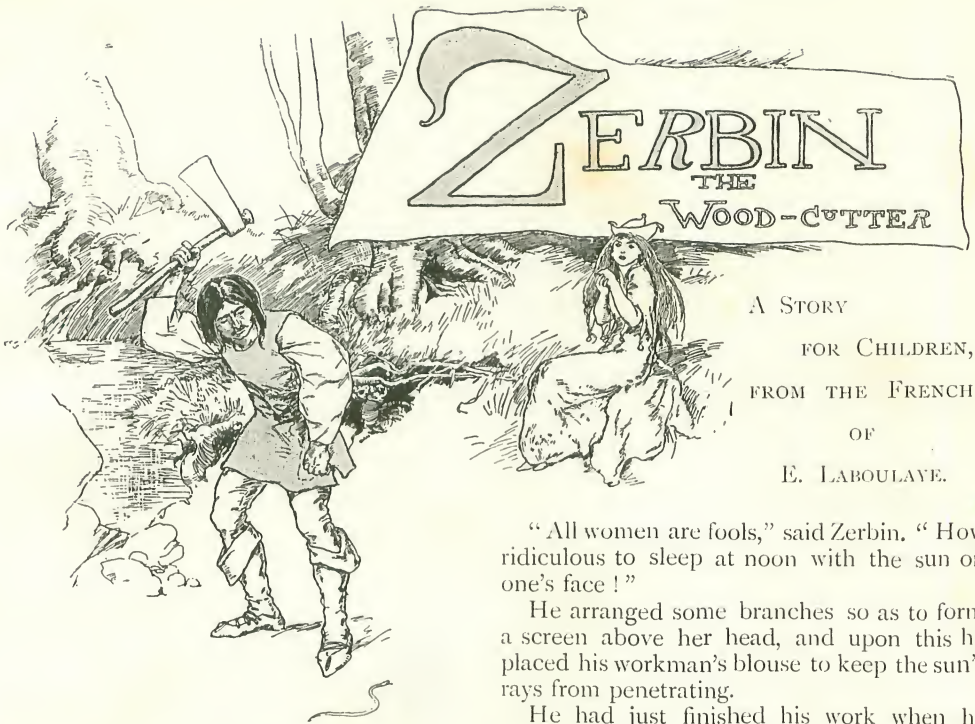 ZERBIN
THE
WOOD-CUTTER
A STORY
FOR CHILDREN,
FROM THE FRENCH
OF
E. LABOULAYE.
"All women are fools," said Zerbin. "How
ridiculous to sleep at noon with the sun on
one's face!"
He arranged some branches so as to form
a screen above her head, and upon this he
placed his workman's blouse to keep the sun's
rays from penetrating.
He had just finished his work when he